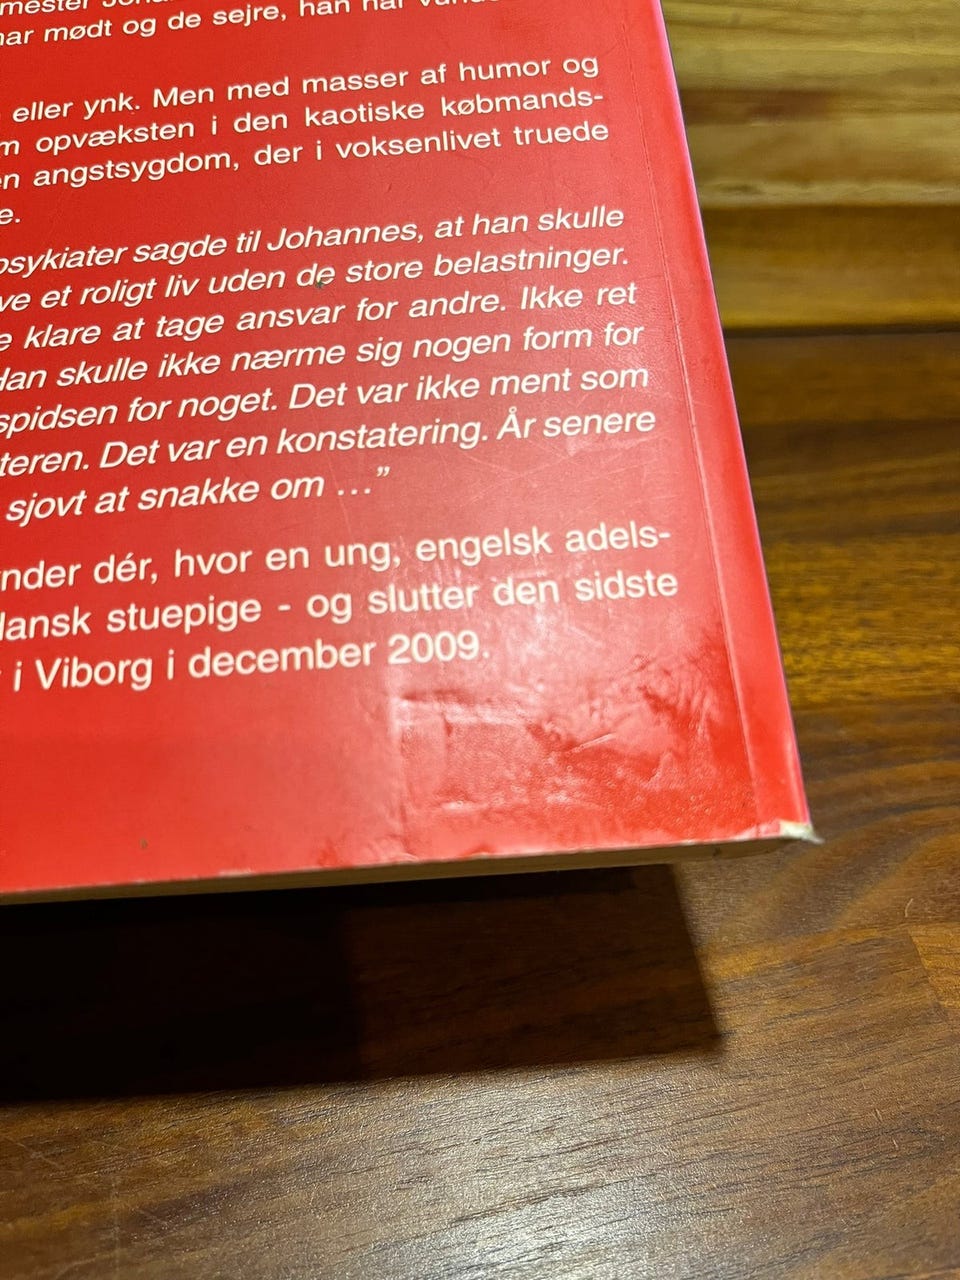 mester
har mødt og de sejre, han har
eller ynk. Men med masser af humor og
opvæksten i den kaotiske købmands-
angstsygdom, der i voksenlivet truede
psykiater sagde til Johannes, at han skulle
et roligt liv uden de store belastninger.
klare at tage ansvar for andre. Ikke ret
Han skulle ikke nærme sig nogen form for
spidsen for noget. Det var ikke ment som
Det var en konstatering. År senere
sjovt at snakke om …”
dér, hvor en ung, engelsk adels-
dansk stuepige - og slutter den sidste
i Viborg i december 2009.